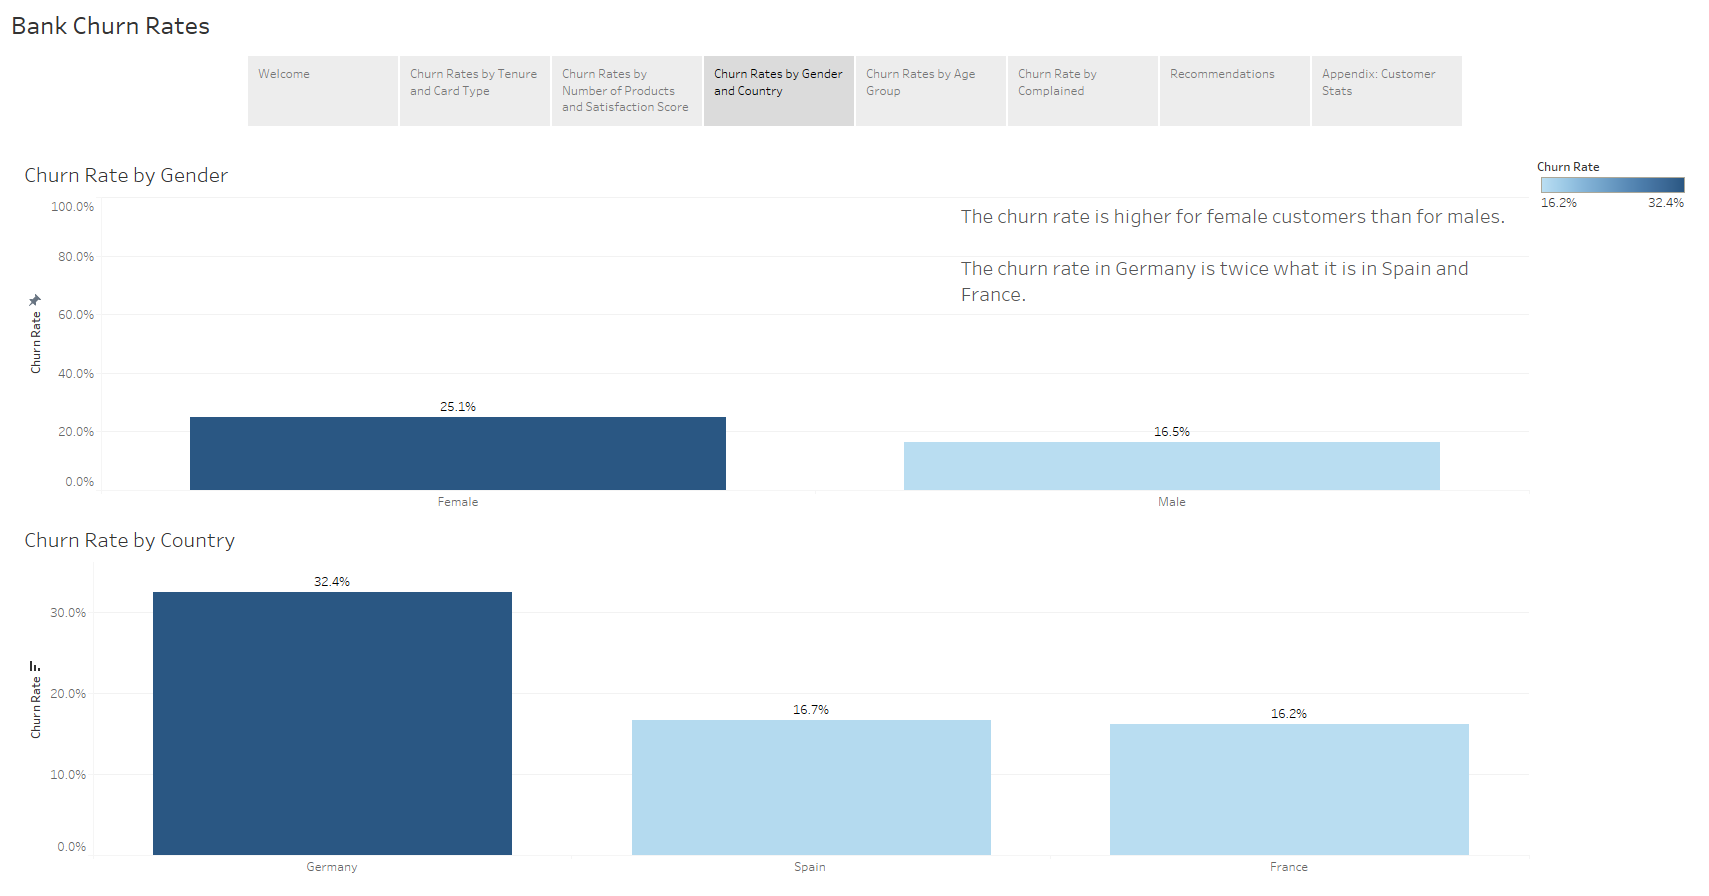 Bank Churn Rates
Welcome
Churn Rates by Tenure
and Card Type
Churn Rates by
Number of Products
and Satisfaction Score
Churn Rates by Gender
and Country
Churn Rates by Age
Group
Churn Rate by
Complained
Recommendations
Appendix: Customer
Stats
Churn Rate by Gender
Churn Rate
16.2% 32.4%
The churn rate is higher for female customers than for males.
The churn rate in Germany is twice what it is in Spain and
France.
Churn Rate
100.0%
80.0%
60.0%
40.0%
20.0%
0.0%
25.1%
16.5%
Female
Male
Churn Rate by Country
Churn Rate
30.0%
20.0%
10.0%
0.0%
32.4%
16.7%
16.2%
Germany
Spain
France